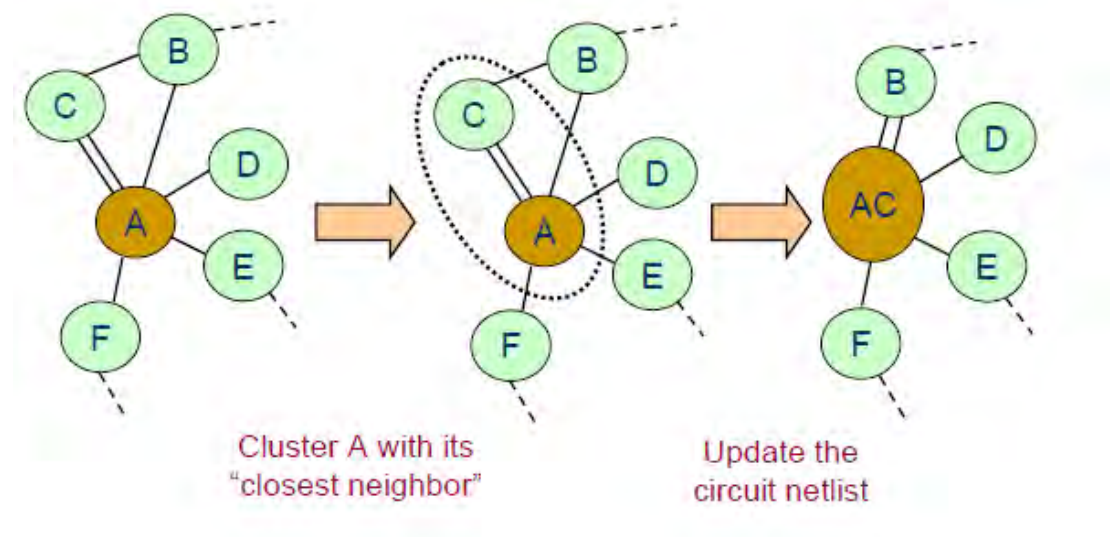 B
C
D
A
E
F
B
C
D
A
E
F
B
D
AC
E
F
Cluster A with its
“closest neighbor”
Update the
circuit netlist